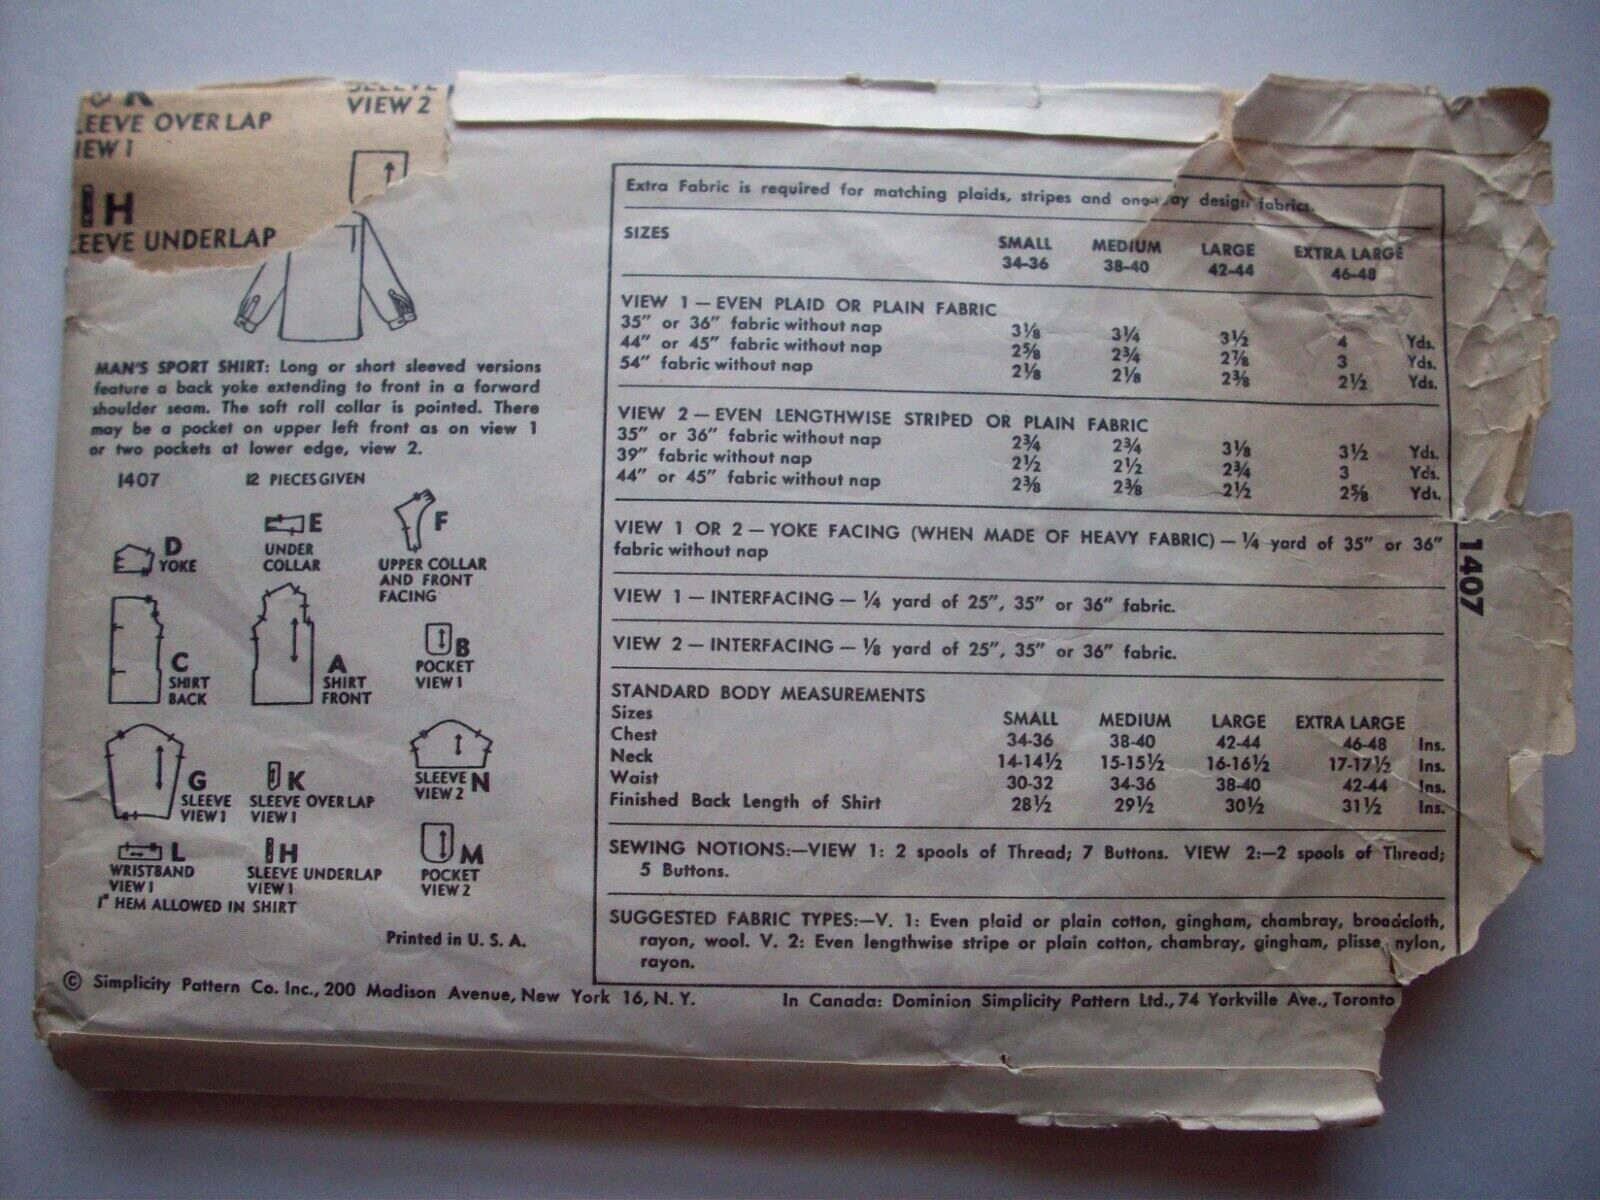 & K
LEEVE OVERLAP
IEW 1
SLEEVE
VIEW 2
H
LEEVE UNDERLAP
MAN'S SPORT SHIRT: Long or short sleeved versions
feature a back yoke extending to front in a forward
shoulder seam. The soft roll collar is pointed. There
may be a pocket on upper left front as on view 1
or two pockets at lower edge, view 2.
1407 12 PIECES GIVEN
D
YOKE
E
UNDER
COLLAR
F
UPPER COLLAR
AND FRONT
FACING
C
SHIRT
BACK
A
SHIRT
FRONT
B
POCKET
VIEW 1
G
SLEEVE
VIEW 1
K
SLEEVE OVERLAP
VIEW 1
SLEEVE N
VIEW 2
L
WRISTBAND
VIEW 1
H
SLEEVE UNDERLAP
VIEW 1
M
POCKET
VIEW 2
1" HEM ALLOWED IN SHIRT
Printed in U. S. A.
Extra Fabric is required for matching plaids, stripes and one-way design fabrics.
SIZES SMALL MEDIUM LARGE EXTRA LARGE
34-36 38-40 42-44 46-48
VIEW 1 — EVEN PLAID OR PLAIN FABRIC
35" or 36" fabric without nap 3⅛ 3¼ 3½ 4 Yds.
44" or 45" fabric without nap 2⅝ 2¾ 2⅞ 3 Yds.
54" fabric without nap 2⅛ 2⅛ 2⅜ 2½ Yds.
VIEW 2 — EVEN LENGTHWISE STRIPED OR PLAIN FABRIC
35" or 36" fabric without nap 2¾ 2¾ 3⅛ 3½ Yds.
39" fabric without nap 2½ 2½ 2¾ 3 Yds.
44" or 45" fabric without nap 2⅜ 2⅜ 2½ 2⅝ Yds.
VIEW 1 OR 2 — YOKE FACING (WHEN MADE OF HEAVY FABRIC) — ¼ yard of 35" or 36"
fabric without nap
VIEW 1 — INTERFACING — ¼ yard of 25", 35" or 36" fabric.
VIEW 2 — INTERFACING — ⅛ yard of 25", 35" or 36" fabric.
STANDARD BODY MEASUREMENTS
Sizes SMALL MEDIUM LARGE EXTRA LARGE
Chest 34-36 38-40 42-44 46-48 Ins.
Neck 14-14½ 15-15½ 16-16½ 17-17½ Ins.
Waist 30-32 34-36 38-40 42-44 Ins.
Finished Back Length of Shirt 28½ 29½ 30½ 31½ Ins.
SEWING NOTIONS:—VIEW 1: 2 spools of Thread; 7 Buttons. VIEW 2:—2 spools of Thread;
5 Buttons.
SUGGESTED FABRIC TYPES:—V. 1: Even plaid or plain cotton, gingham, chambray, broadcloth,
rayon, wool. V. 2: Even lengthwise stripe or plain cotton, chambray, gingham, plisse, nylon,
rayon.
1407
© Simplicity Pattern Co. Inc., 200 Madison Avenue, New York 16, N. Y. In Canada: Dominion Simplicity Pattern Ltd., 74 Yorkville Ave., Toronto